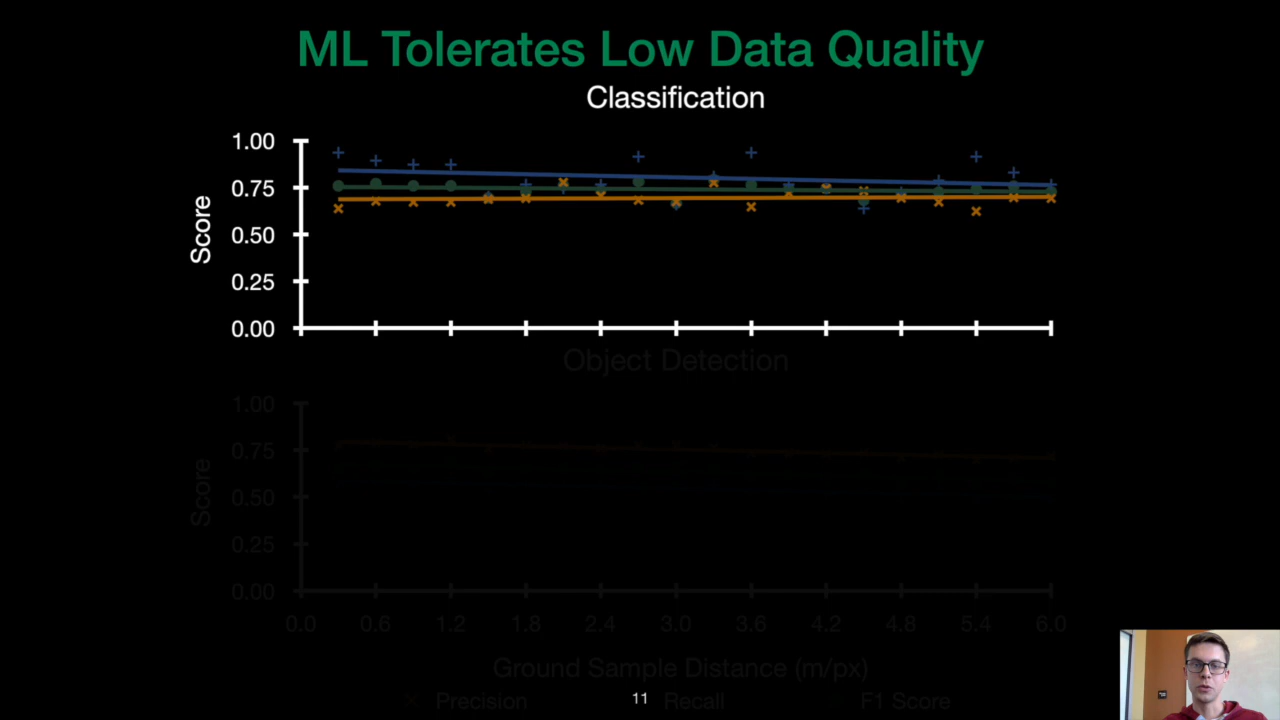 ML Tolerates Low Data Quality
Classification
1.00
0.75
0.50
0.25
0.00
Score
Object Detection
1.00
0.75
0.50
0.25
0.00
Score
0.0 0.6 1.2 1.8 2.4 3.0 3.6 4.2 4.8 5.4 6.0
Ground Sample Distance (m/px)
Precision Recall F1 Score
11